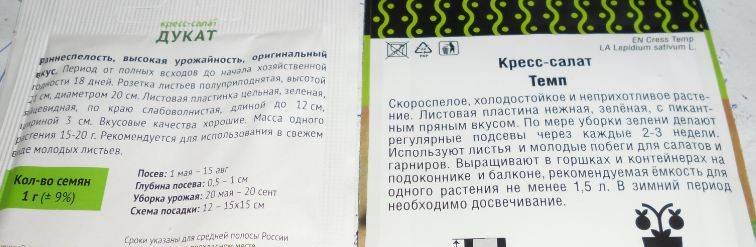 кресс-салат
ДУКАТ
Раннеспелость, высокая урожайность, оригинальный
вкус. Период от полных всходов до начала хозяйственной
годности 18 дней. Розетка листьев полуприподнятая, высотой
см, диаметром 20 см. Листовая пластинка цельная, зеленая,
по краю слабоволнистая, длиной до 12 см,
шириной 3 см. Вкусовые качества хорошие. Масса одного
растения 15-20 г. Рекомендуется для использования в свежем
виде молодых листьев.
Кол-во семян
1 г (± 9%)
Посев: 1 мая – 15 авг
Глубина посева: 0,5 – 1 см
Уборка урожая: 20 мая – 20 сент
Схема посадки: 12 – 15х15 см
Сроки указаны для средней полосы России
EN Cress Temp
LA Lepidium sativum L.
Кресс-салат
Темп
Скороспелое, холодостойкое и неприхотливое расте-
ние. Листовая пластина нежная, зелёная, с пикант-
ным пряным вкусом. По мере уборки зелени делают
регулярные подсевы через каждые 2-3 недели.
Используют листья и молодые побеги для салатов и
гарниров. Выращивают в горшках и контейнерах на
подоконнике и балконе, рекомендуемая ёмкость для
одного растения не менее 1,5 л. В зимний период
необходимо досвечивание.